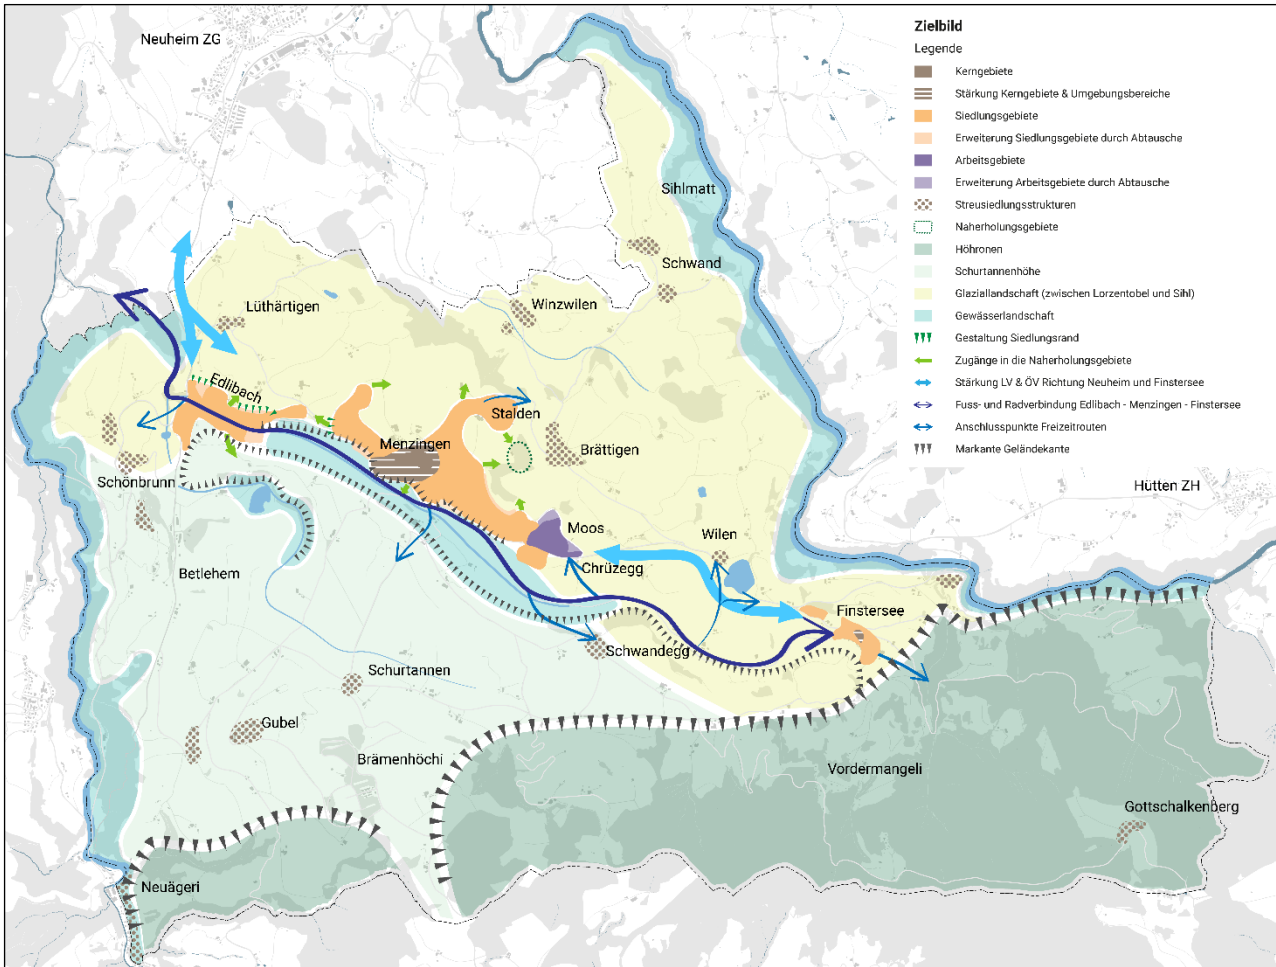 Neuheim ZG
Sihlmatt
Schwand
Lüthärtigen
Winzwilen
Edlibach
Stalden
Menzingen
Brättigen
Schönbrunn
Hütten ZH
Moos
Wilen
Betlehem
Chrüzegg
Finstersee
Schwandegg
Schurtannen
Gubel
Brämenhöchi
Vordermangeli
Gottschalkenberg
Neuägeri
Zielbild
Legende
Kerngebiete
Stärkung Kerngebiete & Umgebungsbereiche
Siedlungsgebiete
Erweiterung Siedlungsgebiete durch Abtausche
Arbeitsgebiete
Erweiterung Arbeitsgebiete durch Abtausche
Streusiedlungsstrukturen
Naherholungsgebiete
Höhronen
Schurtannenhöhe
Glaziallandschaft (zwischen Lorzentobel und Sihl)
Gewässerlandschaft
Gestaltung Siedlungsrand
Zugänge in die Naherholungsgebiete
Stärkung LV & ÖV Richtung Neuheim und Finstersee
Fuss- und Radverbindung Edlibach - Menzingen - Finstersee
Anschlusspunkte Freizeitrouten
Markante Geländekante